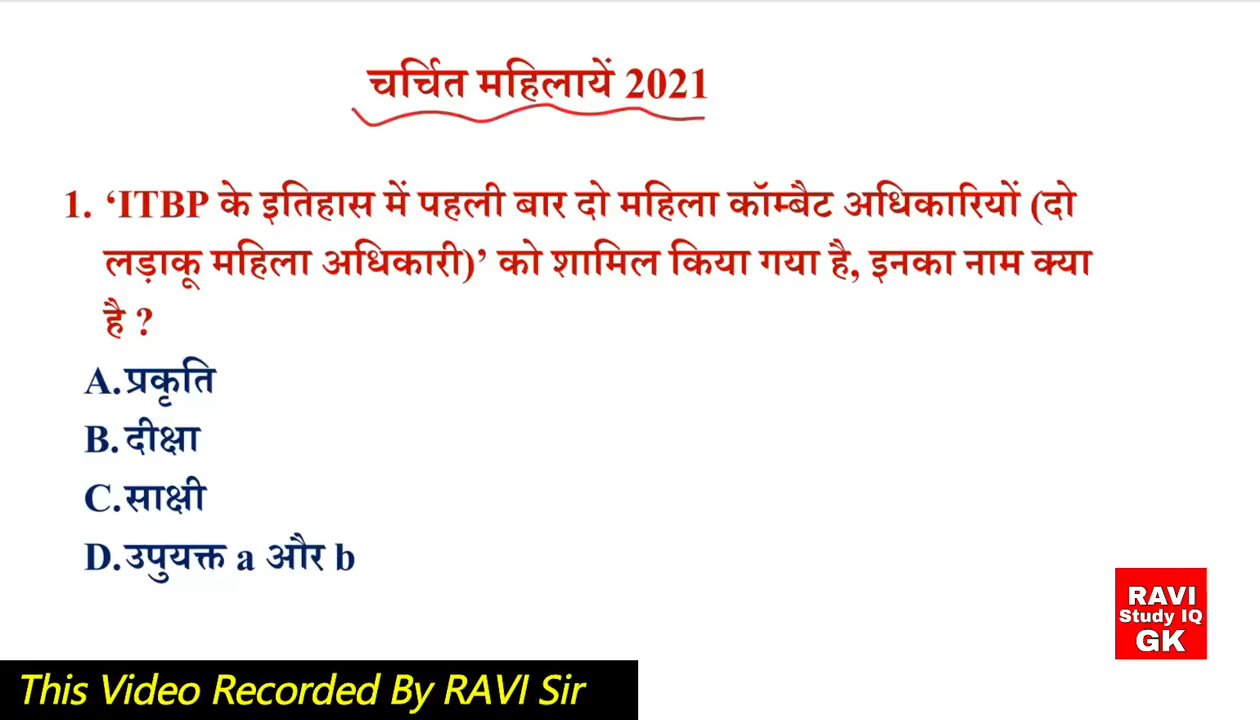 चर्चित महिलायें 2021
1. ‘ITBP के इतिहास में पहली बार दो महिला कॉम्बैट अधिकारियों (दो
लड़ाकू महिला अधिकारी)’ को शामिल किया गया है, इनका नाम क्या
है ?
A.प्रकृति
B.दीक्षा
C.साक्षी
D.उपुयक्त a और b
RAVI
Study IQ
GK
This Video Recorded By RAVI Sir